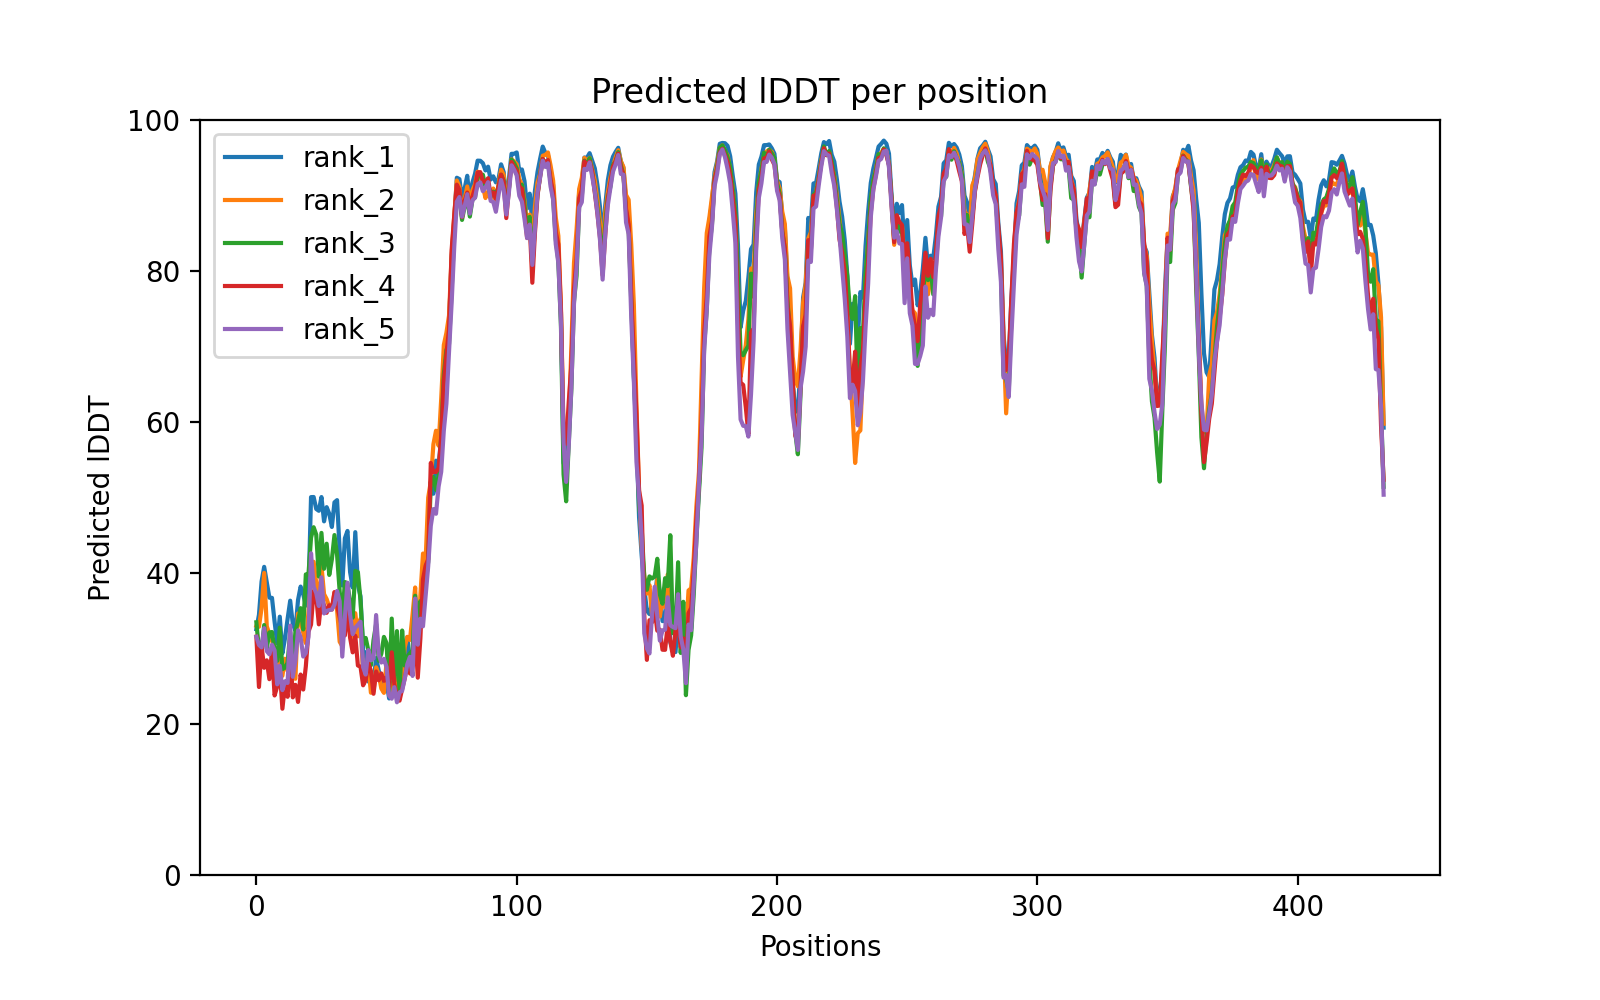 Predicted lDDT per position
100
80
60
40
20
0
Predicted lDDT
rank_1
rank_2
rank_3
rank_4
rank_5
0 100 200 300 400
Positions